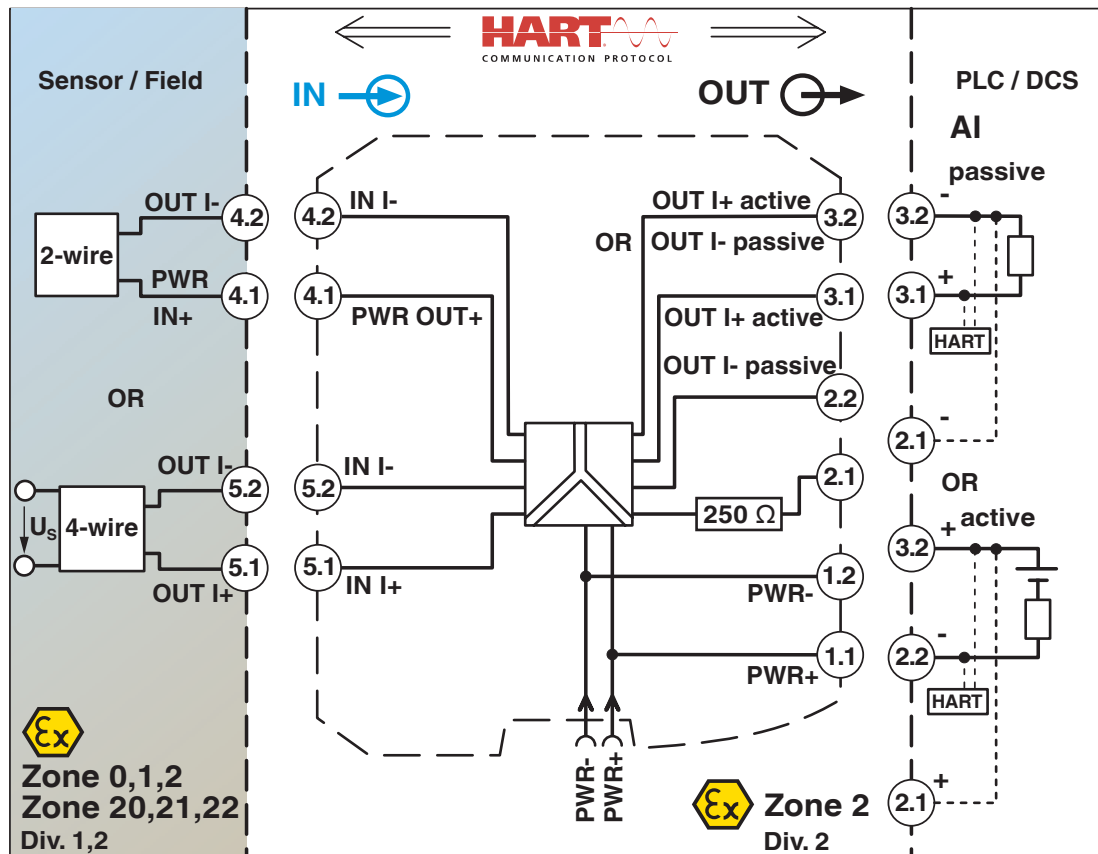 HART
COMMUNICATION PROTOCOL
Sensor / Field
IN
OUT
PLC / DCS
AI
passive
OUT I-
4.2
2-wire
PWR
IN+
4.1
OR
OUT I-
5.2
U_S
4-wire
5.1
OUT I+
4.2
IN I-
4.1
PWR OUT+
5.2
IN I-
5.1
IN I+
OUT I+ active
3.2
OR
OUT I- passive
3.1
OUT I+ active
OUT I- passive
2.2
2.1
250 Ω
1.2
PWR-
1.1
PWR+
PWR-
PWR+
3.2
-
3.1
+
HART
2.1
-
OR
active
3.2
+
2.2
-
HART
2.1
+
Ex
Zone 0,1,2
Zone 20,21,22
Div. 1,2
Ex
Zone 2
Div. 2